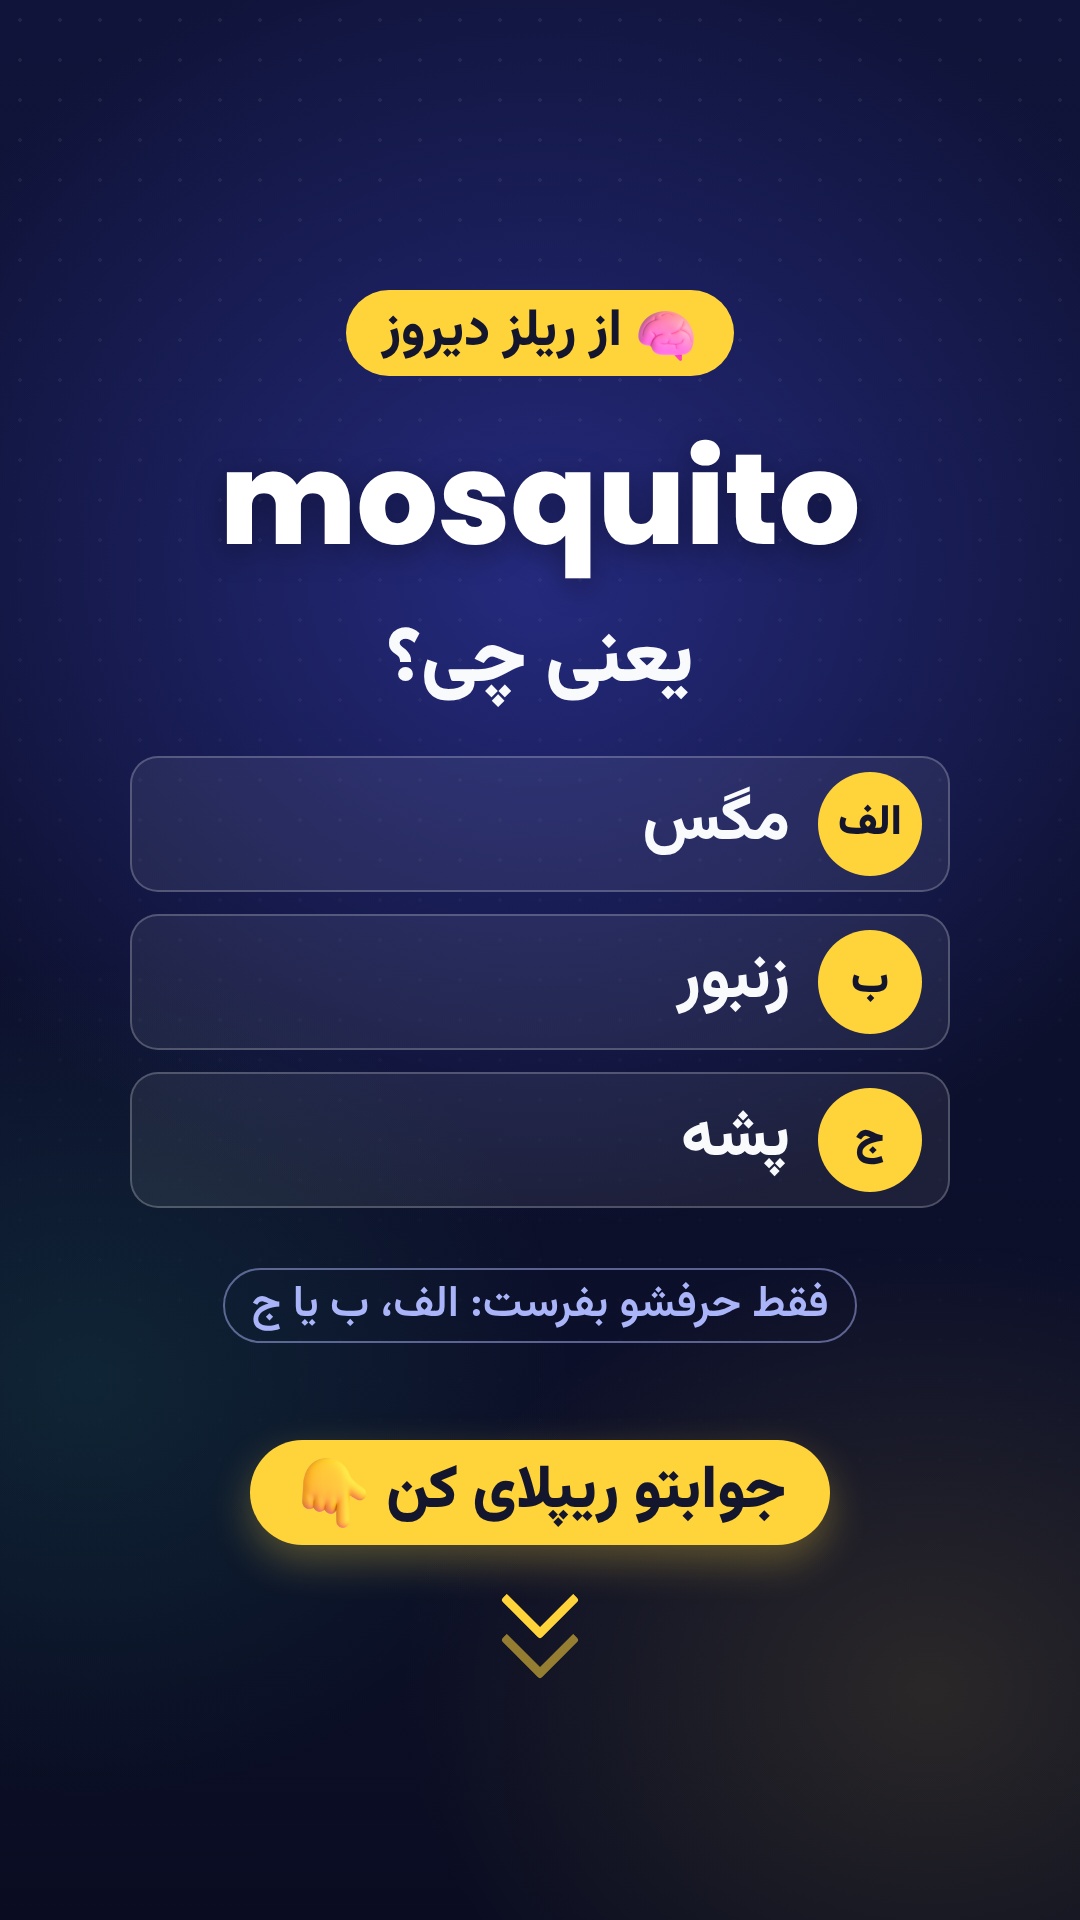 🧠 از ریلز دیروز
mosquito
یعنی چی؟
الف مگس
ب زنبور
ج پشه
فقط حرفشو بفرست: الف، ب یا ج
جوابتو ریپلای کن 👇